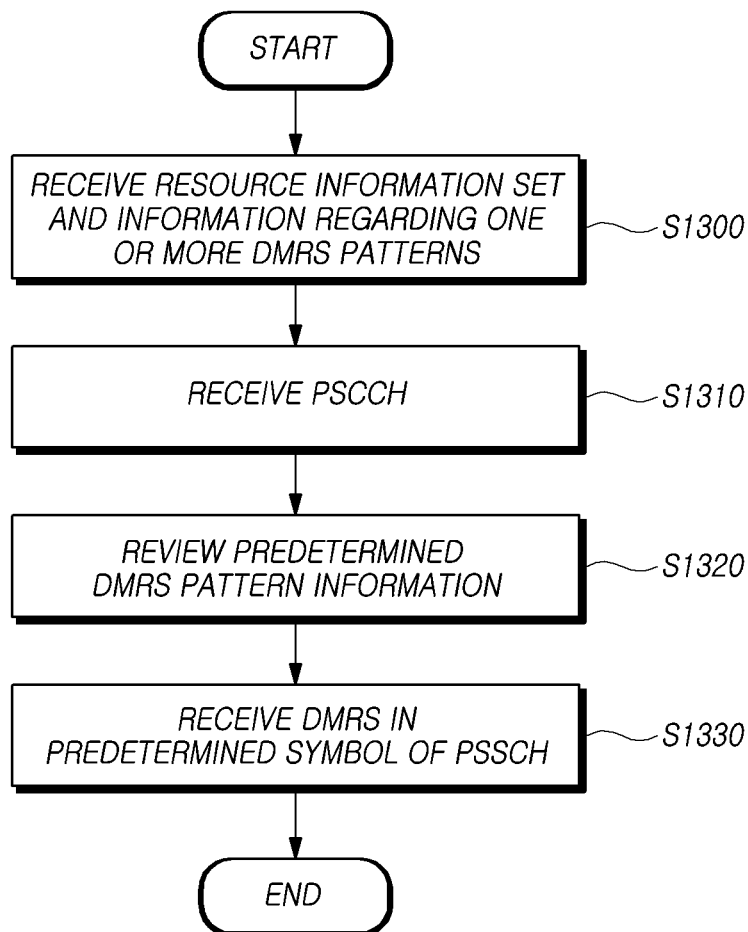 START
RECEIVE RESOURCE INFORMATION SET
AND INFORMATION REGARDING ONE
OR MORE DMRS PATTERNS
S1300
RECEIVE PSCCH
S1310
REVIEW PREDETERMINED
DMRS PATTERN INFORMATION
S1320
RECEIVE DMRS IN
PREDETERMINED SYMBOL OF PSSCH
S1330
END